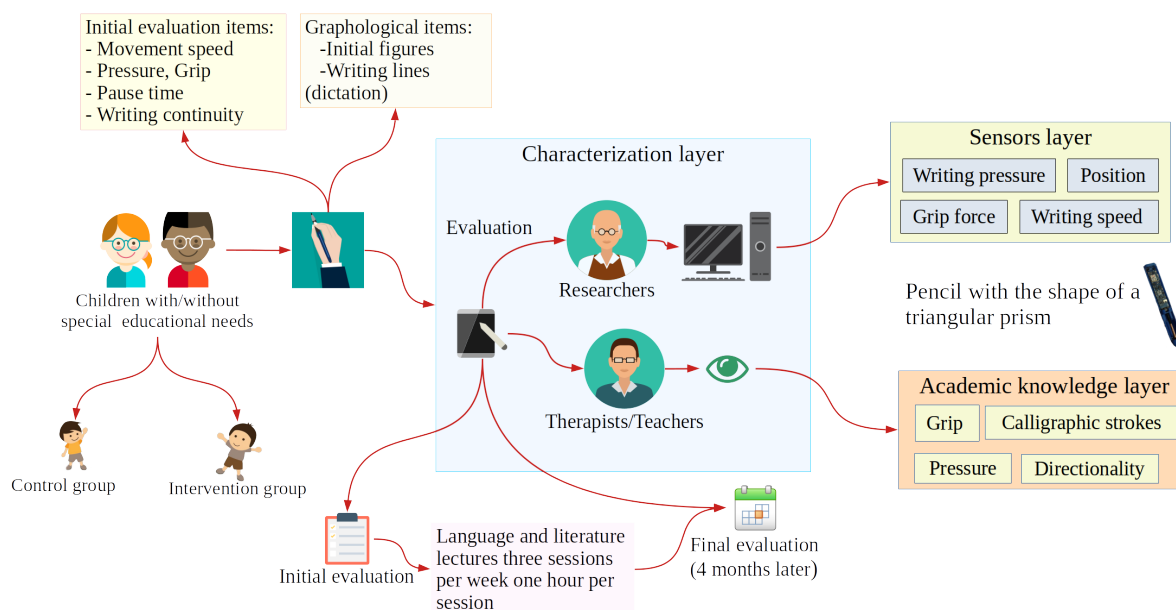 Initial evaluation items:
- Movement speed
- Pressure, Grip
- Pause time
- Writing continuity
Graphological items:
-Initial figures
-Writing lines
(dictation)
Characterization layer
Evaluation
Researchers
Therapists/Teachers
Sensors layer
Writing pressure
Position
Grip force
Writing speed
Children with/without
special educational needs
Pencil with the shape of a
triangular prism
Academic knowledge layer
Grip
Calligraphic strokes
Pressure
Directionality
Control group
Intervention group
Initial evaluation
Language and literature
lectures three sessions
per week one hour per
session
Final evaluation
(4 months later)